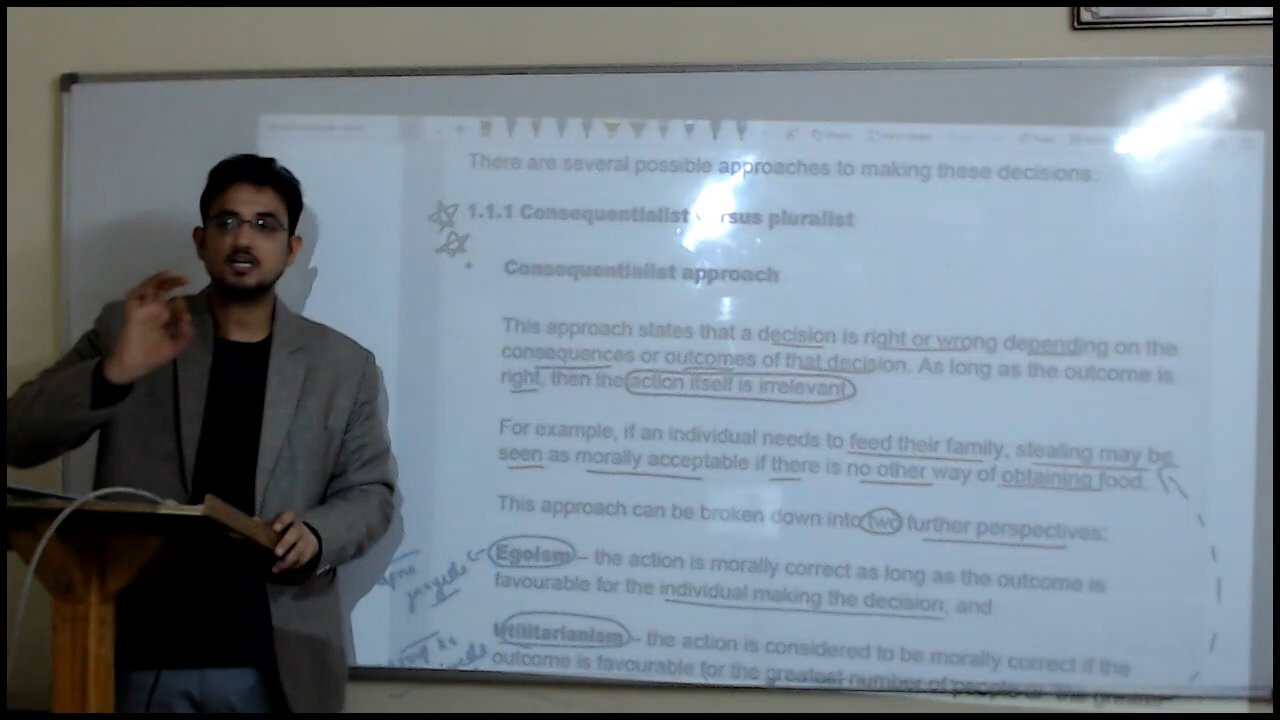 There are several possible approaches to making these decisions.
1.1.1 Consequentialist versus pluralist
Consequentialist approach
This approach states that a decision is right or wrong depending on the
consequences or outcomes of that decision. As long as the outcome is
right, then the action itself is irrelevant
For example, if an individual needs to feed their family, stealing may be
seen as morally acceptable if there is no other way of obtaining food.
This approach can be broken down into two further perspectives:
Egoism – the action is morally correct as long as the outcome is
favourable for the individual making the decision; and
Utilitarianism – the action is considered to be morally correct if the
outcome is favourable for the greatest number of people